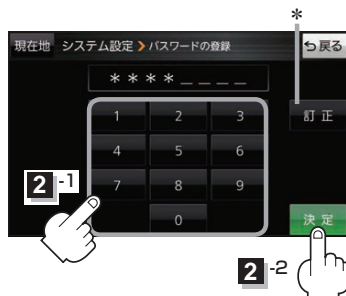 *
現在地 システム設定 ❯ パスワードの登録 戻る
* * * * _ _ _ _
1 2 3 訂正
4 5 6
7 8 9
0 決定
2 -1
2 -2